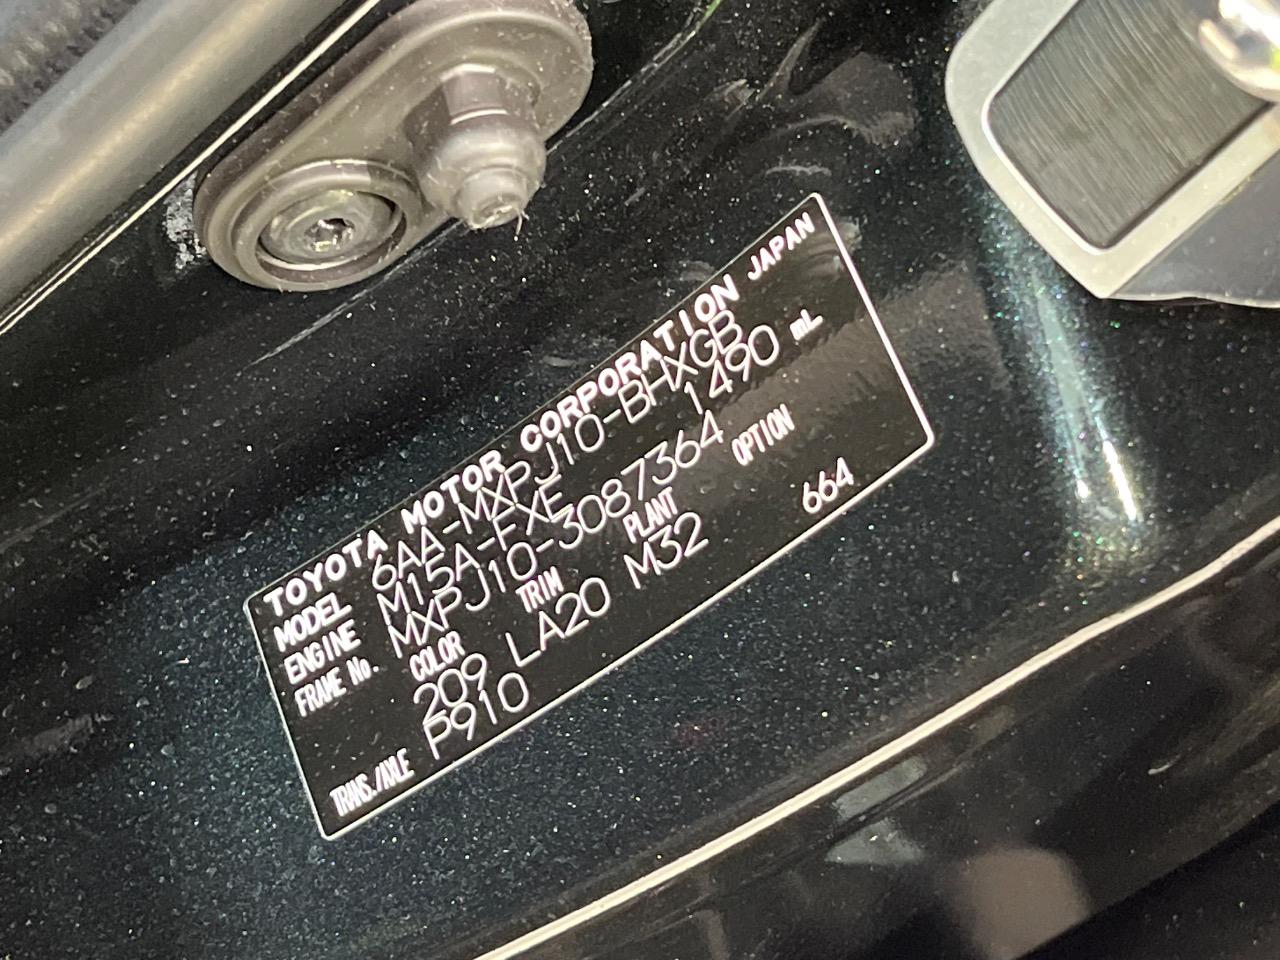 TOYOTA MOTOR CORPORATION JAPAN
MODEL 6AA-MXPJ10-BHXGB
ENGINE M15A-FXE 1490 mL
FRAME No. MXPJ10-3087364
COLOR TRIM PLANT OPTION
209 LA20 M32 664
TRANS./AXLE P910